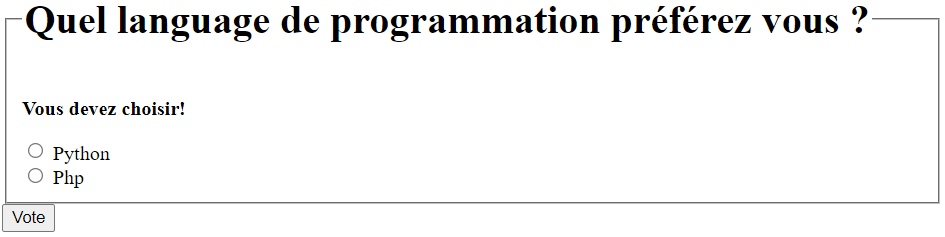 Quel language de programmation préférez vous ?
Vous devez choisir!
Python
Php
Vote